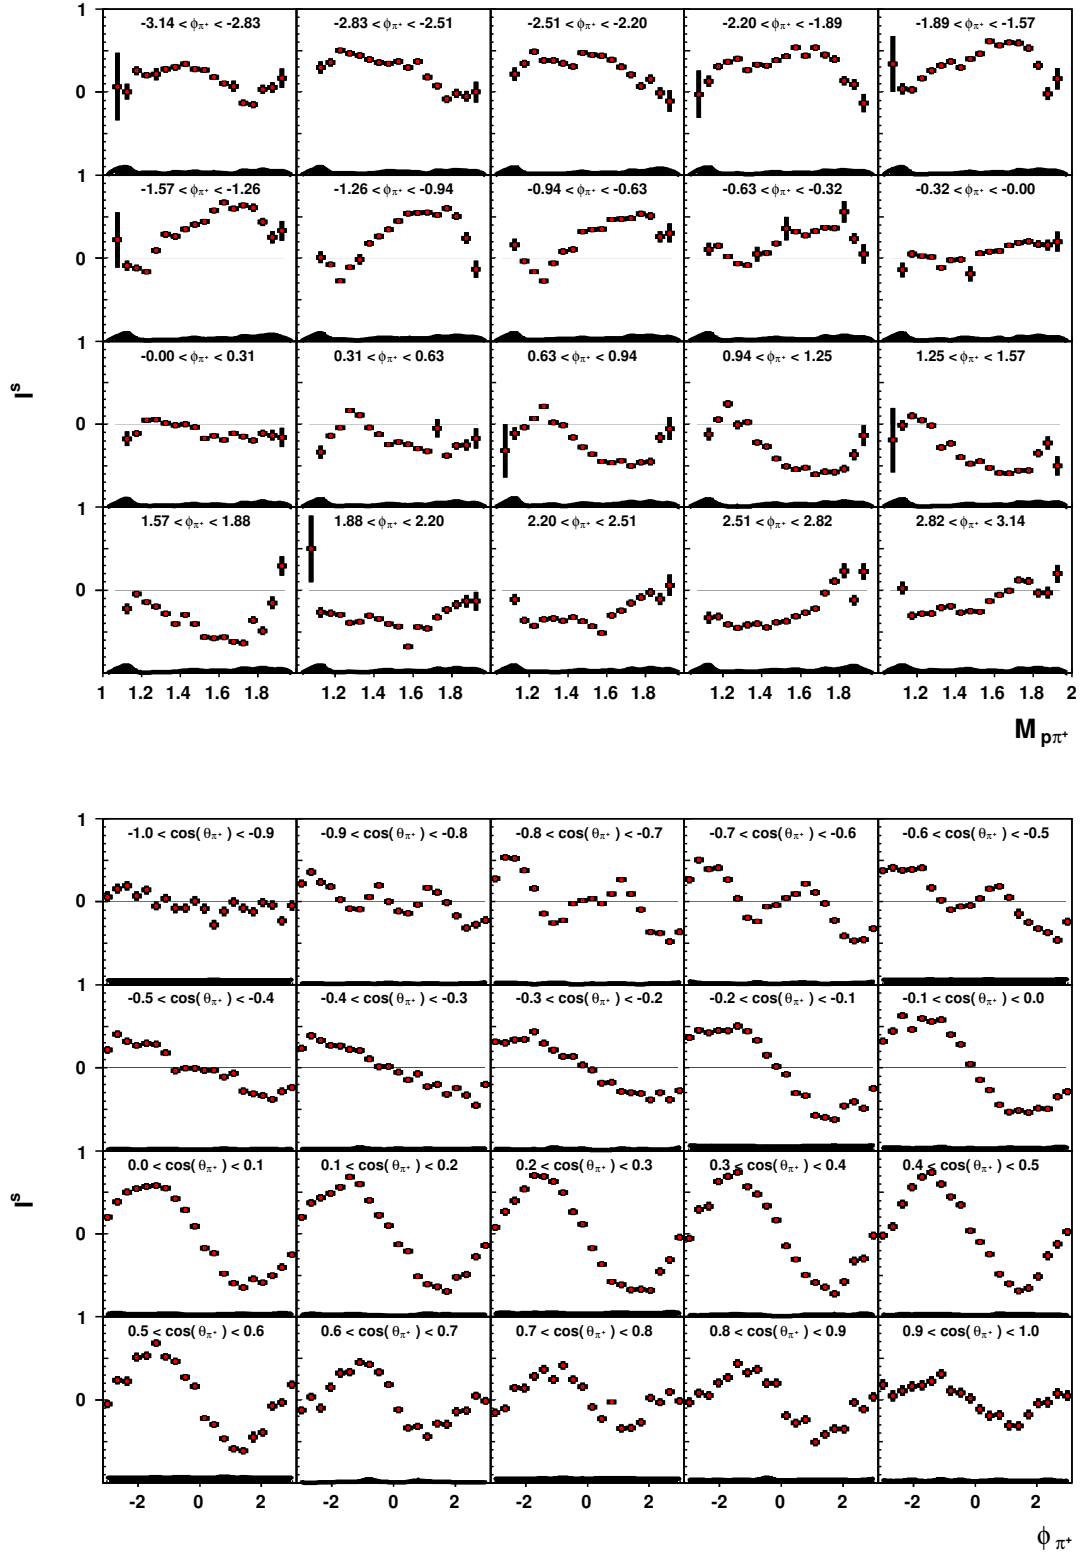 1
-3.14 < ϕπ+ < -2.83
-2.83 < ϕπ+ < -2.51
-2.51 < ϕπ+ < -2.20
-2.20 < ϕπ+ < -1.89
-1.89 < ϕπ+ < -1.57
0
1
-1.57 < ϕπ+ < -1.26
-1.26 < ϕπ+ < -0.94
-0.94 < ϕπ+ < -0.63
-0.63 < ϕπ+ < -0.32
-0.32 < ϕπ+ < -0.00
0
1
-0.00 < ϕπ+ < 0.31
0.31 < ϕπ+ < 0.63
0.63 < ϕπ+ < 0.94
0.94 < ϕπ+ < 1.25
1.25 < ϕπ+ < 1.57
Is
0
1
1.57 < ϕπ+ < 1.88
1.88 < ϕπ+ < 2.20
2.20 < ϕπ+ < 2.51
2.51 < ϕπ+ < 2.82
2.82 < ϕπ+ < 3.14
0
1 1.2 1.4 1.6 1.8 1.2 1.4 1.6 1.8 1.2 1.4 1.6 1.8 1.2 1.4 1.6 1.8 1.2 1.4 1.6 1.8 2
M pπ+
1
-1.0 < cos( θπ+ ) < -0.9
-0.9 < cos( θπ+ ) < -0.8
-0.8 < cos( θπ+ ) < -0.7
-0.7 < cos( θπ+ ) < -0.6
-0.6 < cos( θπ+ ) < -0.5
0
1
-0.5 < cos( θπ+ ) < -0.4
-0.4 < cos( θπ+ ) < -0.3
-0.3 < cos( θπ+ ) < -0.2
-0.2 < cos( θπ+ ) < -0.1
-0.1 < cos( θπ+ ) < 0.0
0
1
0.0 < cos( θπ+ ) < 0.1
0.1 < cos( θπ+ ) < 0.2
0.2 < cos( θπ+ ) < 0.3
0.3 < cos( θπ+ ) < 0.4
0.4 < cos( θπ+ ) < 0.5
Is
0
1
0.5 < cos( θπ+ ) < 0.6
0.6 < cos( θπ+ ) < 0.7
0.7 < cos( θπ+ ) < 0.8
0.8 < cos( θπ+ ) < 0.9
0.9 < cos( θπ+ ) < 1.0
0
-2 0 2 -2 0 2 -2 0 2 -2 0 2 -2 0 2
ϕ π+